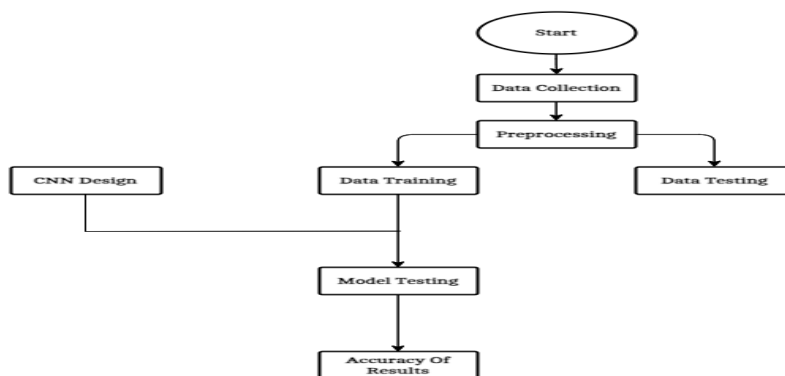 Start
Data Collection
Preprocessing
CNN Design
Data Training
Data Testing
Model Testing
Accuracy Of
Results